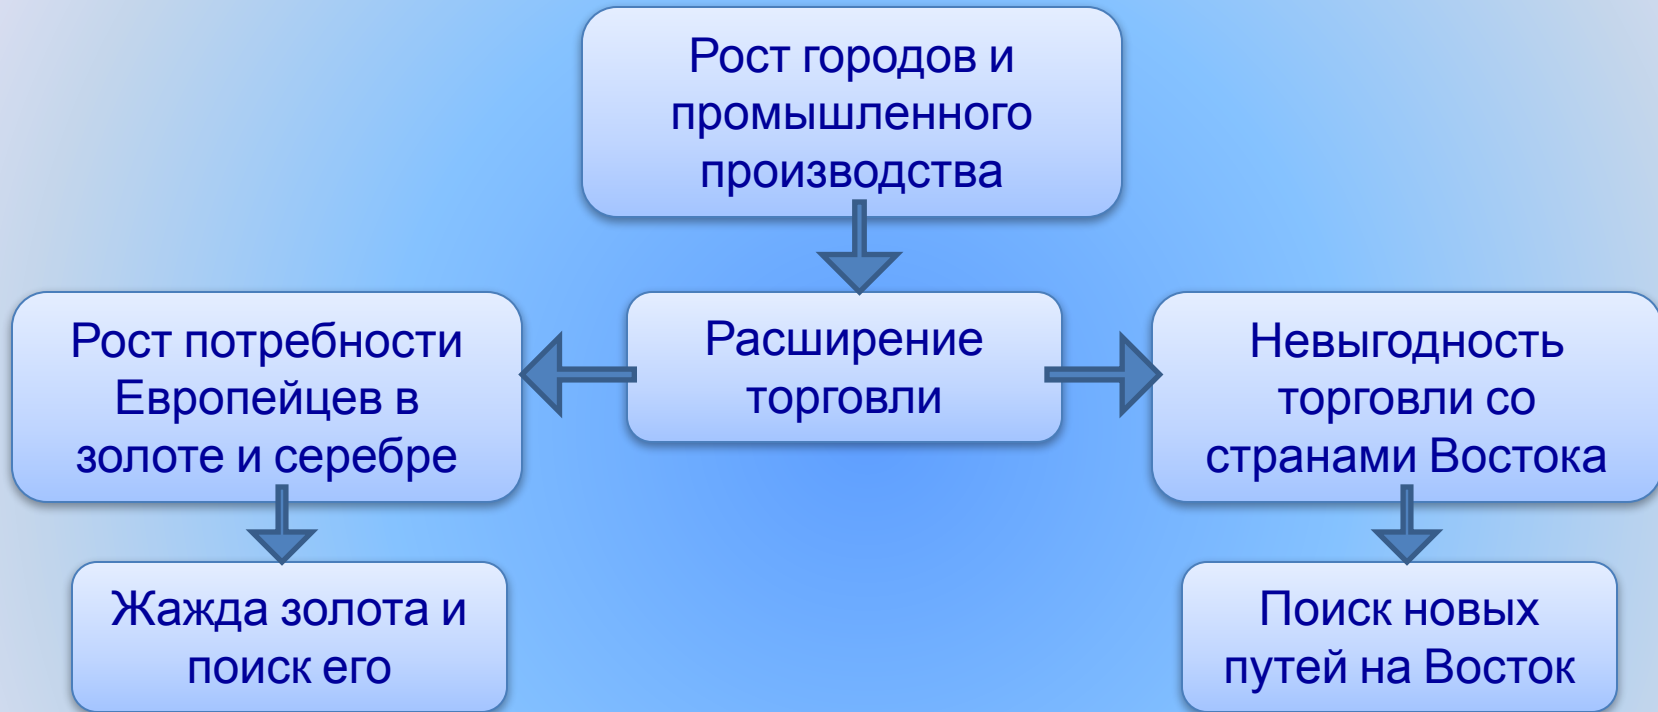 Рост городов и
промышленного
производства
Рост потребности
Европейцев в
золоте и серебре
Расширение
торговли
Невыгодность
торговли со
странами Востока
Жажда золота и
поиск его
Поиск новых
путей на Восток